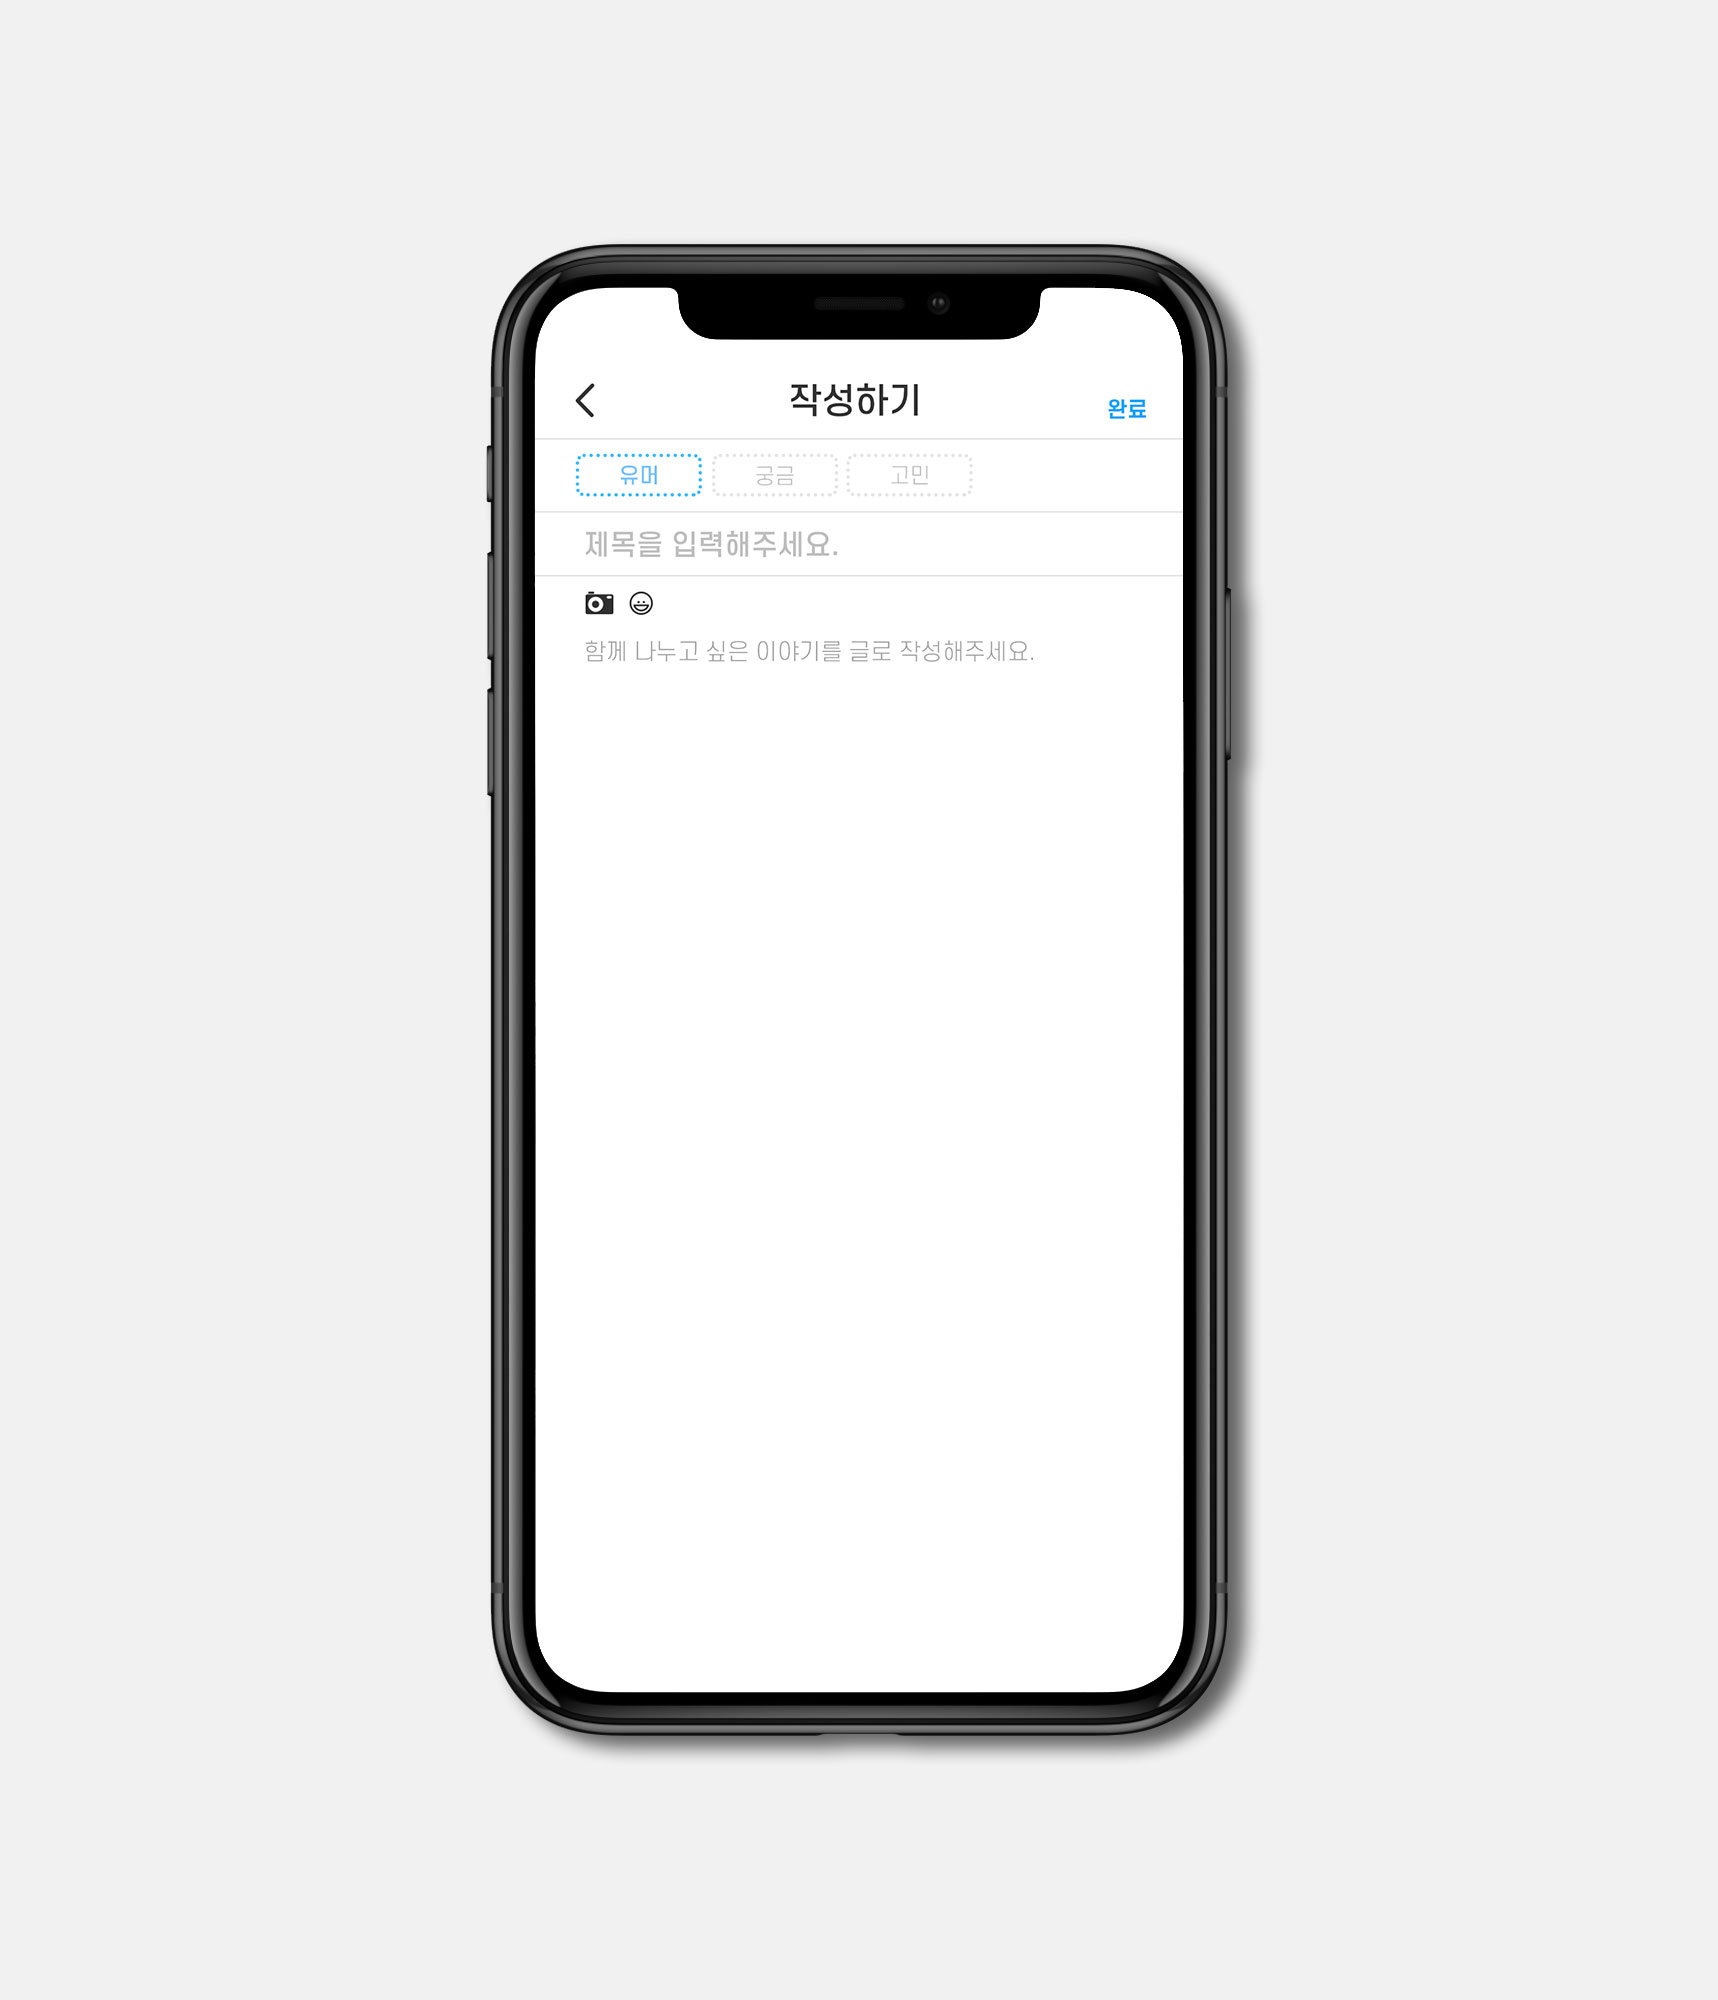 작성하기
완료
유머 궁금 고민
제목을 입력해주세요.
함께 나누고 싶은 이야기를 글로 작성해주세요.